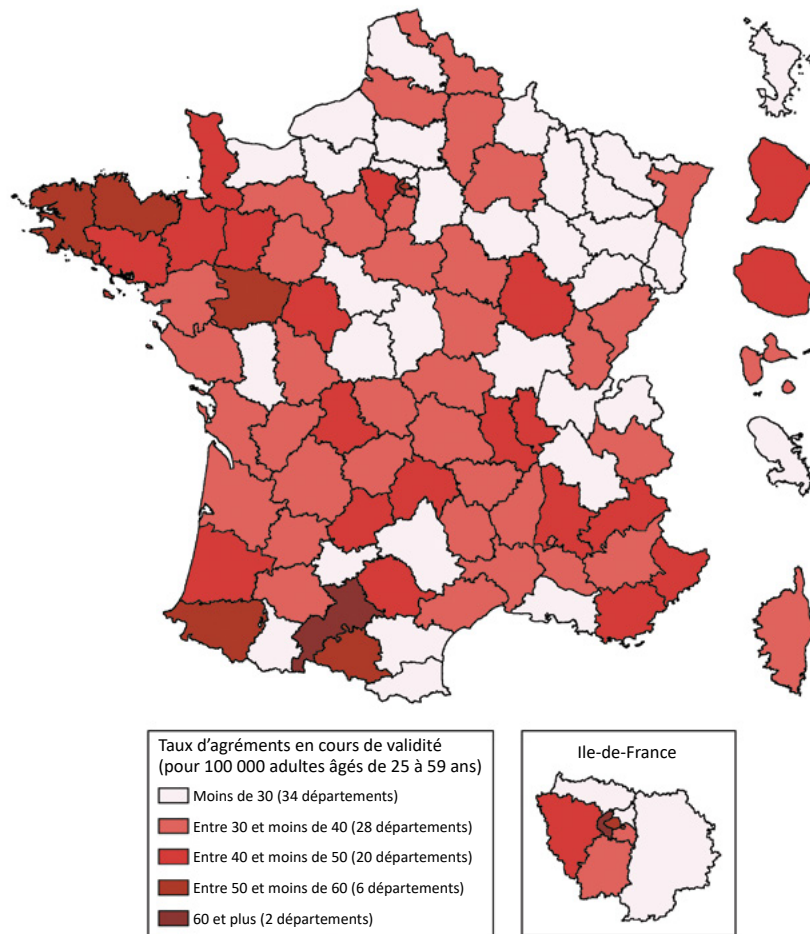 Taux d'agréments en cours de validité
(pour 100 000 adultes âgés de 25 à 59 ans)
Moins de 30 (34 départements)
Entre 30 et moins de 40 (28 départements)
Entre 40 et moins de 50 (20 départements)
Entre 50 et moins de 60 (6 départements)
60 et plus (2 départements)
Ile-de-France